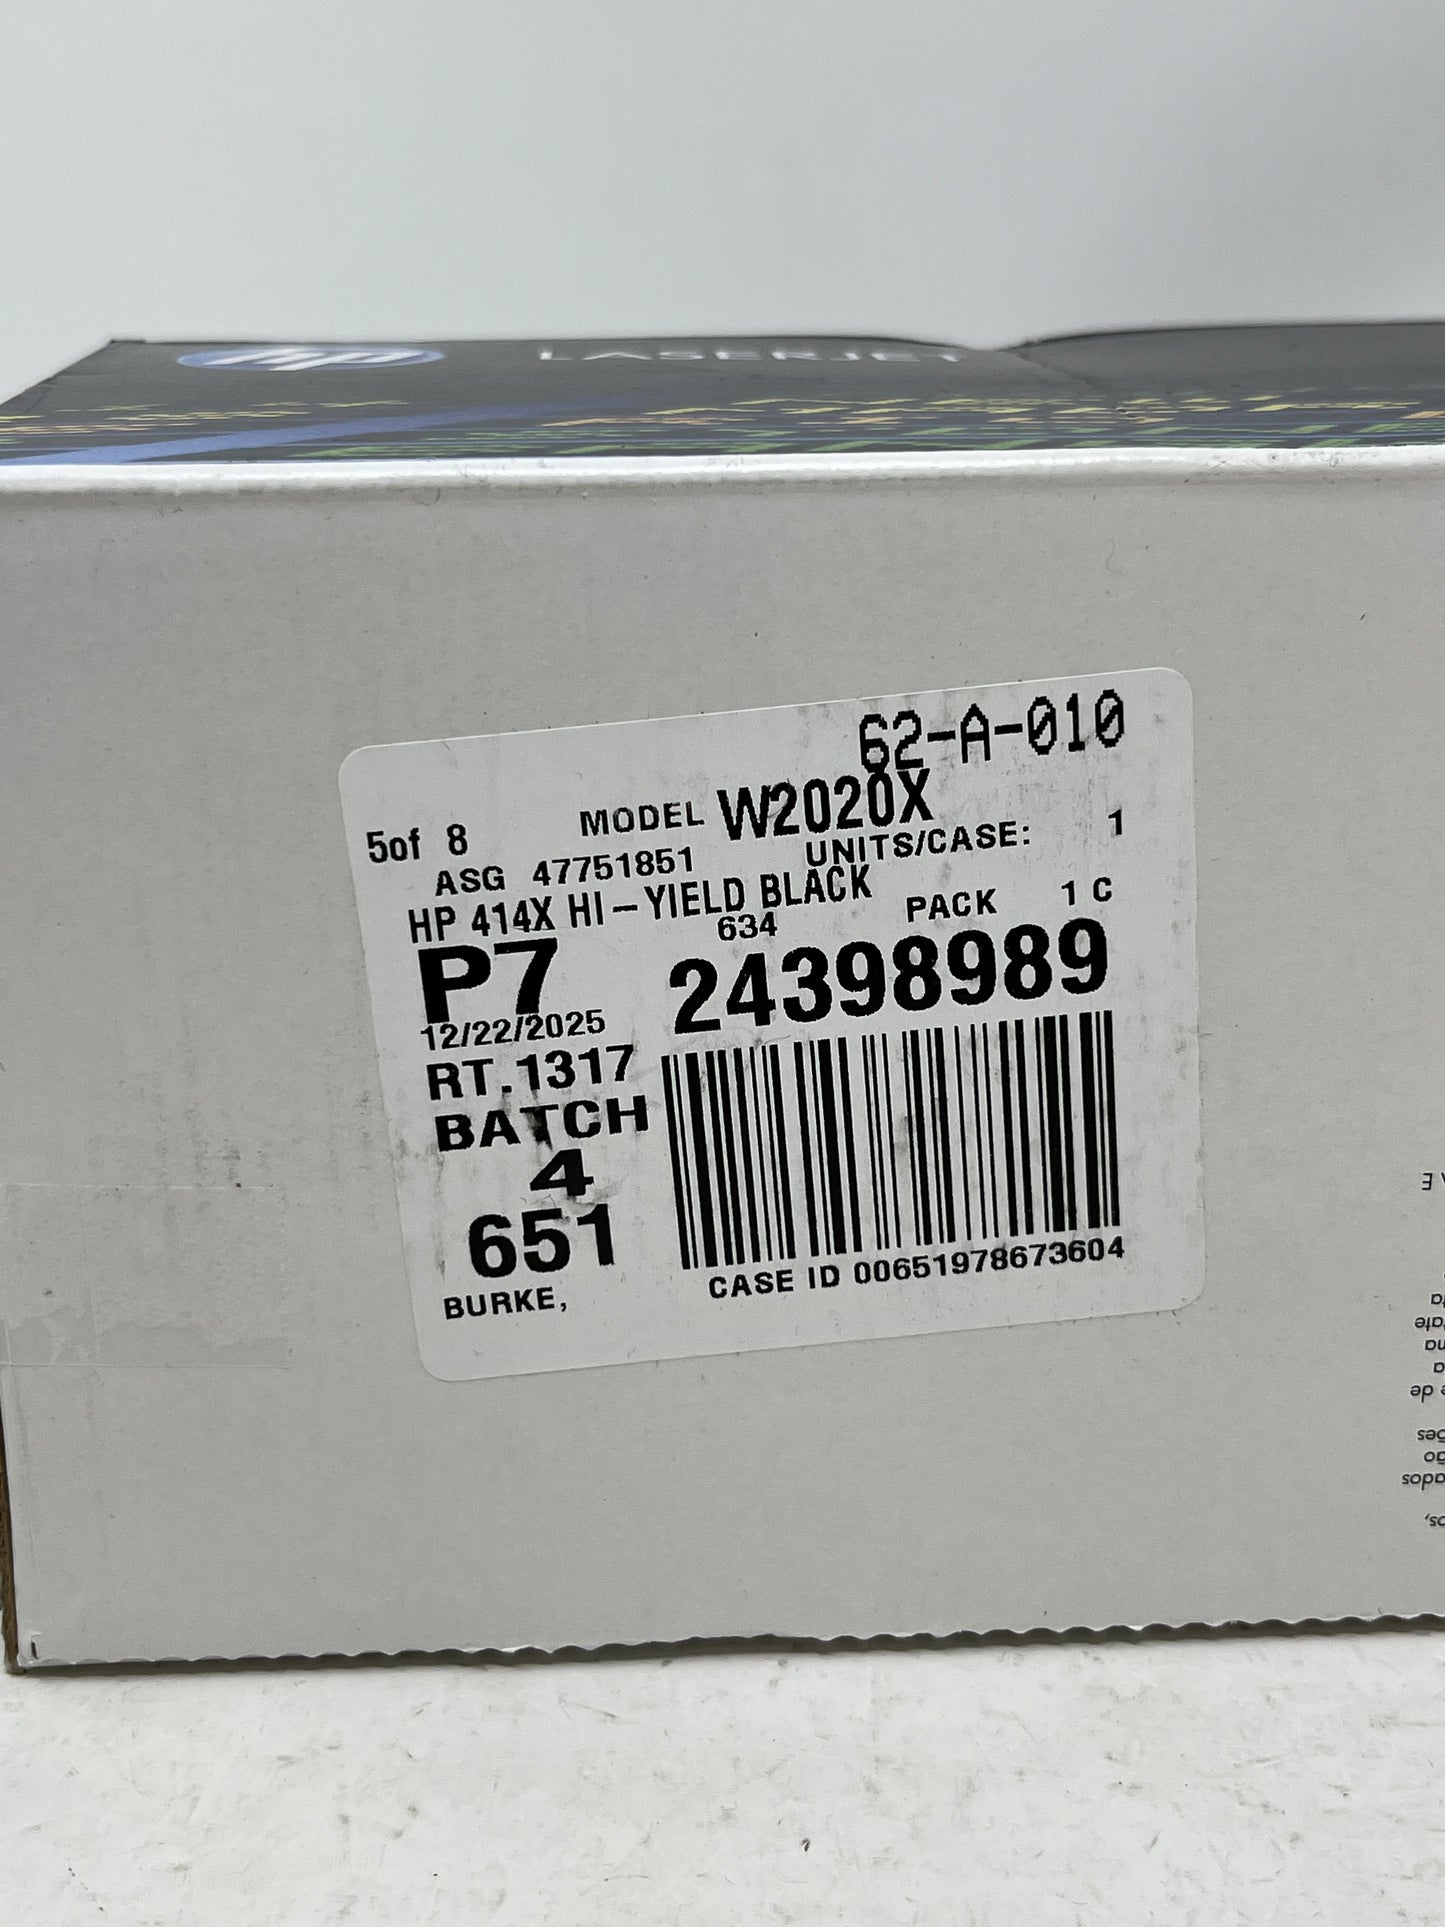 hp LASERJET
62-A-010
5of 8 MODEL W2020X
ASG 47751851 UNITS/CASE: 1
HP 414X HI-YIELD BLACK
634 PACK 1 C
P7 24398989
12/22/2025
RT.1317
BATCH
4
651
BURKE,
CASE ID 00651978673604